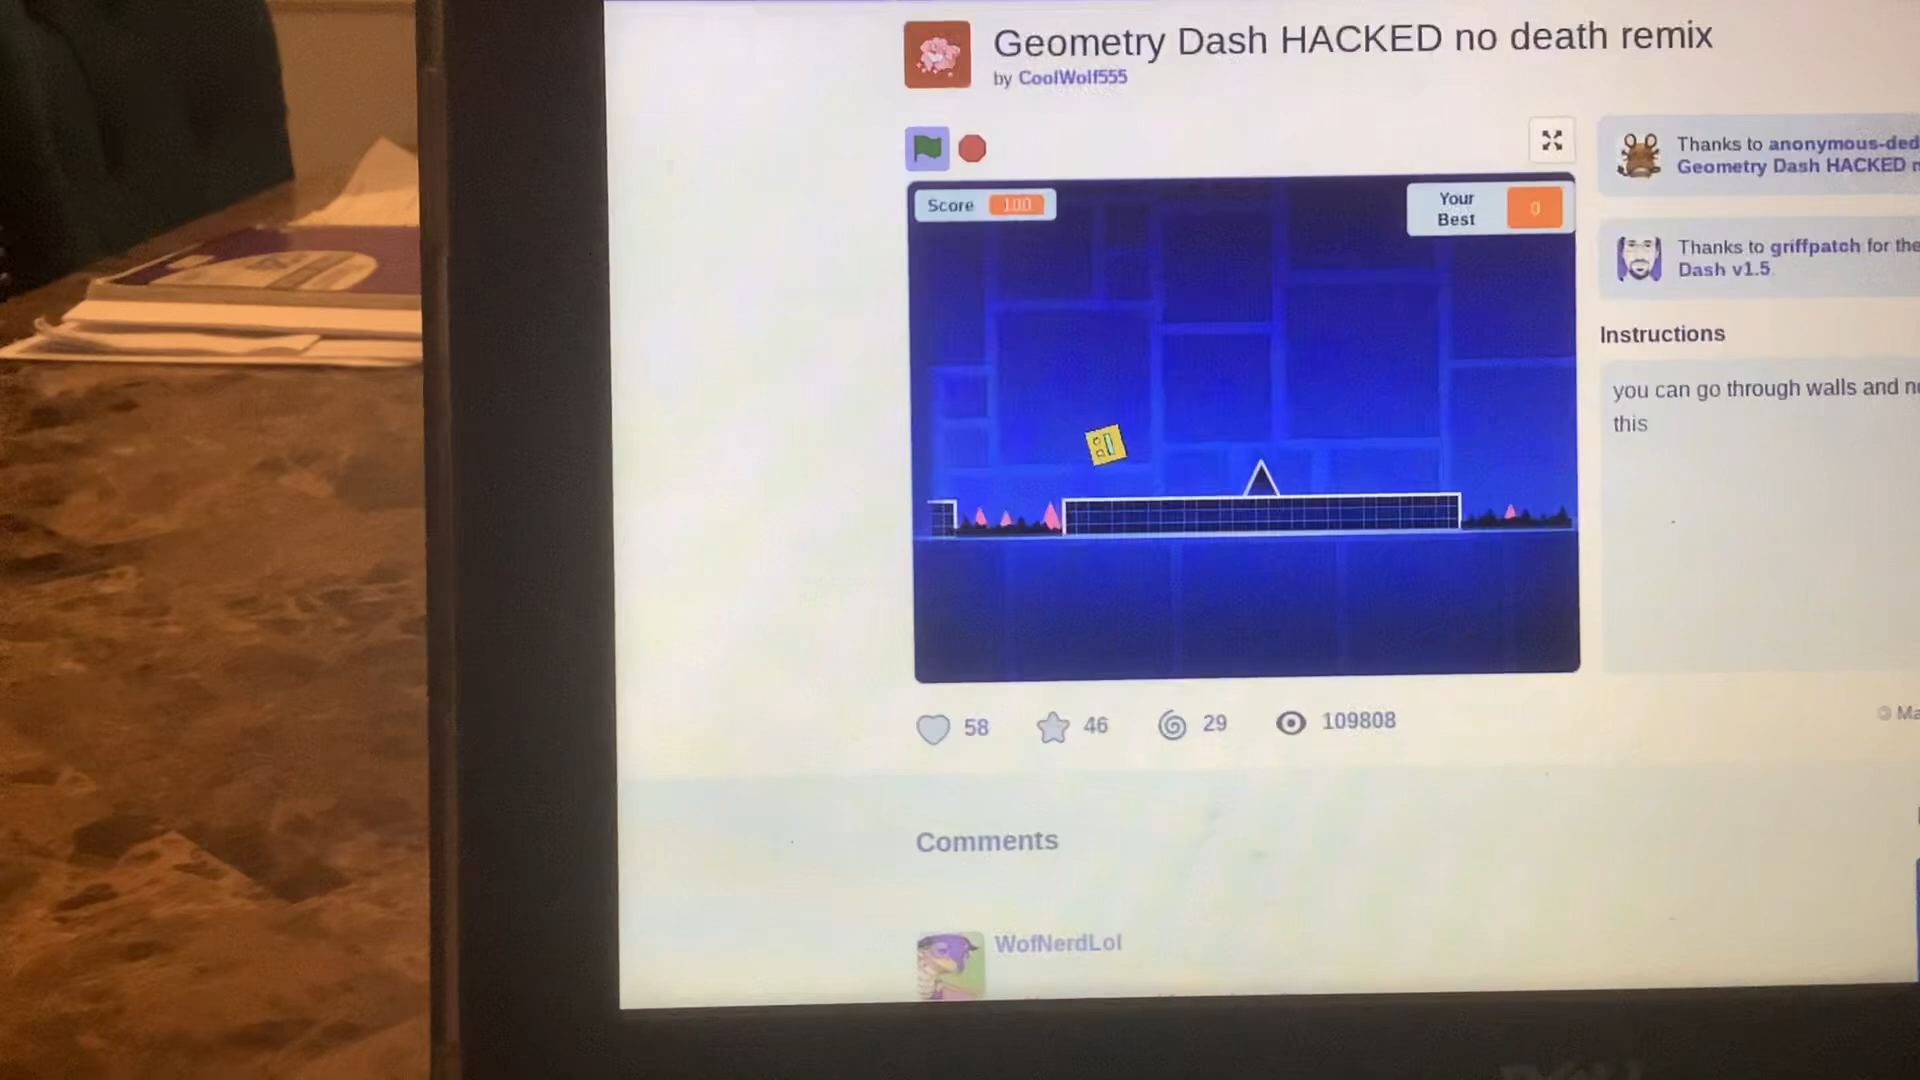 Geometry Dash HACKED no death remix
by CoolWolf555
Score 100
Your Best 0
Thanks to anonymous-ded
Geometry Dash HACKED
Thanks to griffpatch for the
Dash v1.5
Instructions
you can go through walls and
this
58 46 29 109808
Comments
WofNerdLol